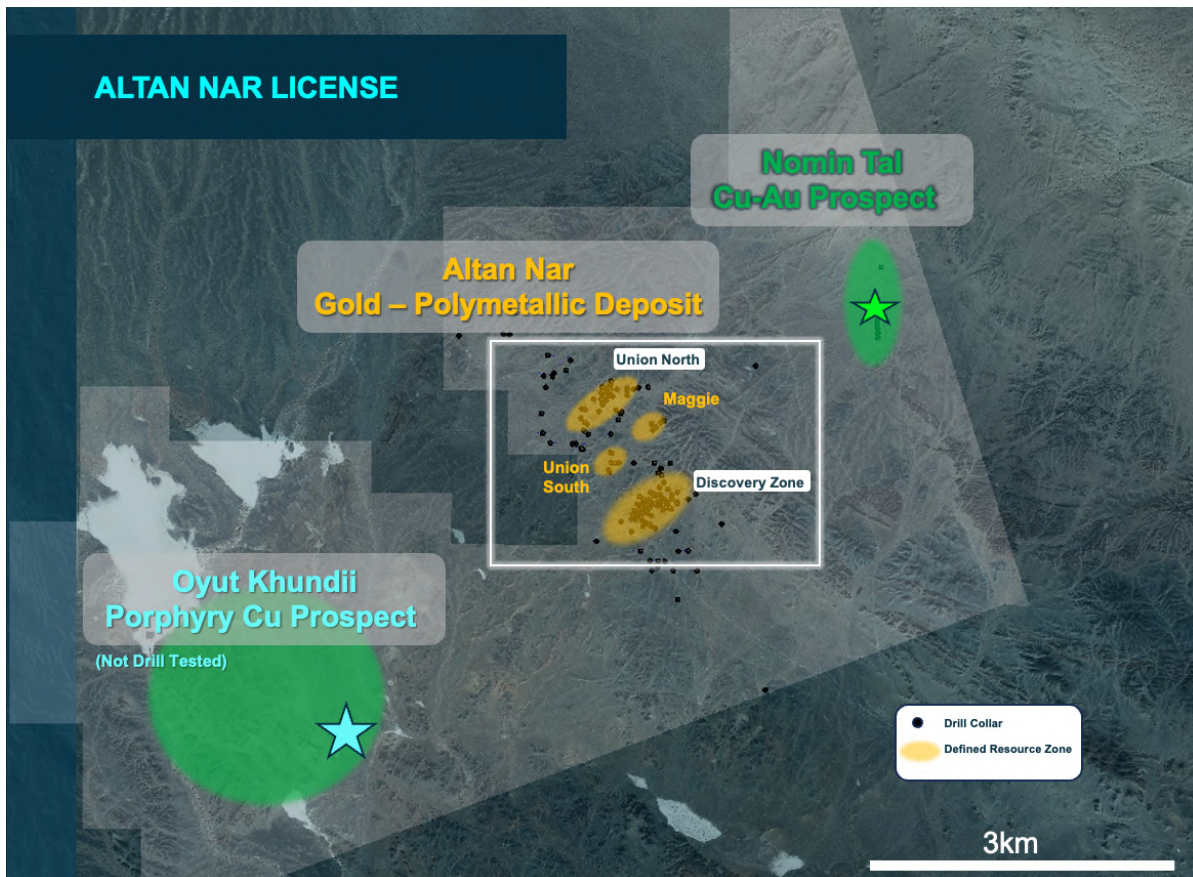 ALTAN NAR LICENSE
Nomin Tal
Cu-Au Prospect
Altan Nar
Gold – Polymetallic Deposit
Union North
Maggie
Union
South
Discovery Zone
Oyut Khundii
Porphyry Cu Prospect
(Not Drill Tested)
Drill Collar
Defined Resource Zone
3km